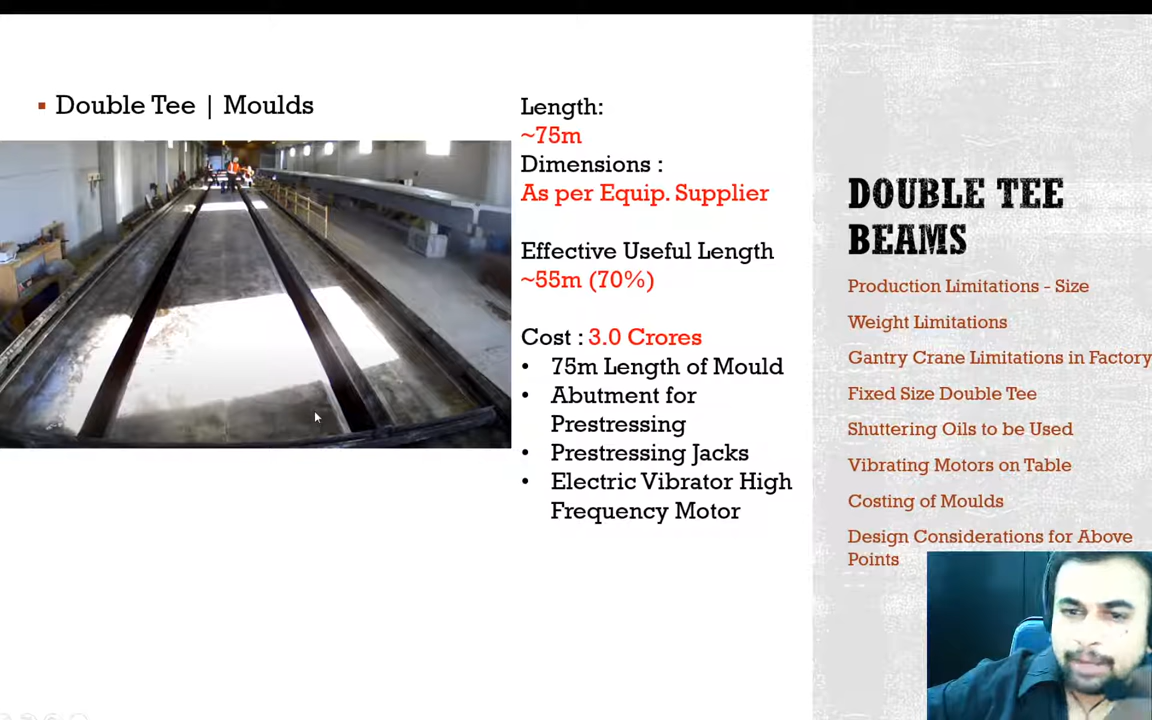 Double Tee | Moulds
Length:
~75m
Dimensions :
As per Equip. Supplier
Effective Useful Length
~55m (70%)
Cost : 3.0 Crores
• 75m Length of Mould
• Abutment for
Prestressing
• Prestressing Jacks
• Electric Vibrator High
Frequency Motor
DOUBLE TEE
BEAMS
Production Limitations - Size
Weight Limitations
Gantry Crane Limitations in Factory
Fixed Size Double Tee
Shuttering Oils to be Used
Vibrating Motors on Table
Costing of Moulds
Design Considerations for Above
Points